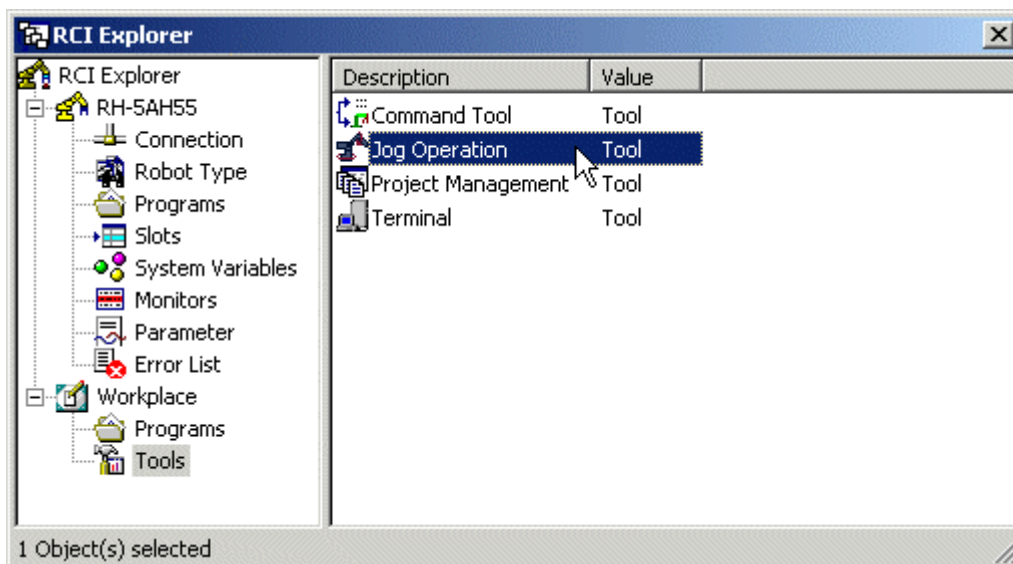 RCI Explorer
RCI Explorer
RH-5AH55
Connection
Robot Type
Programs
Slots
System Variables
Monitors
Parameter
Error List
Workplace
Programs
Tools
Description Value
Command Tool Tool
Jog Operation Tool
Project Management Tool
Terminal Tool
1 Object(s) selected